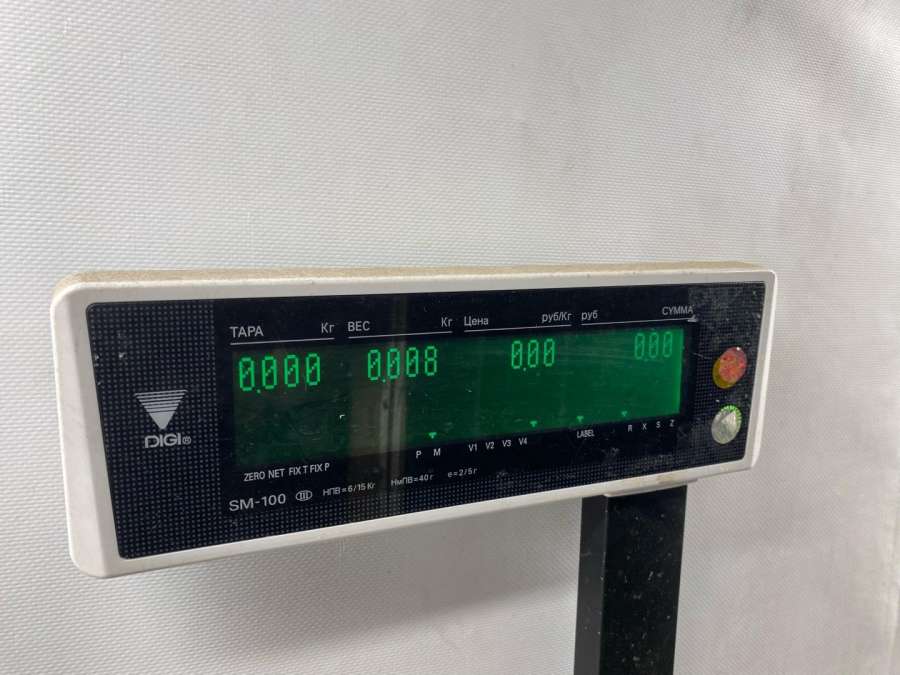 ТАРА Кг ВЕС Кг Цена руб/Кг руб СУММА
0.000 0.008 0.00 0.00
DIGI®
P M V1 V2 V3 V4 LABEL R X S Z
ZERO NET FIX T FIX P
SM-100 III НПВ=6/15 Кг НмПВ=40 г e=2/5 г